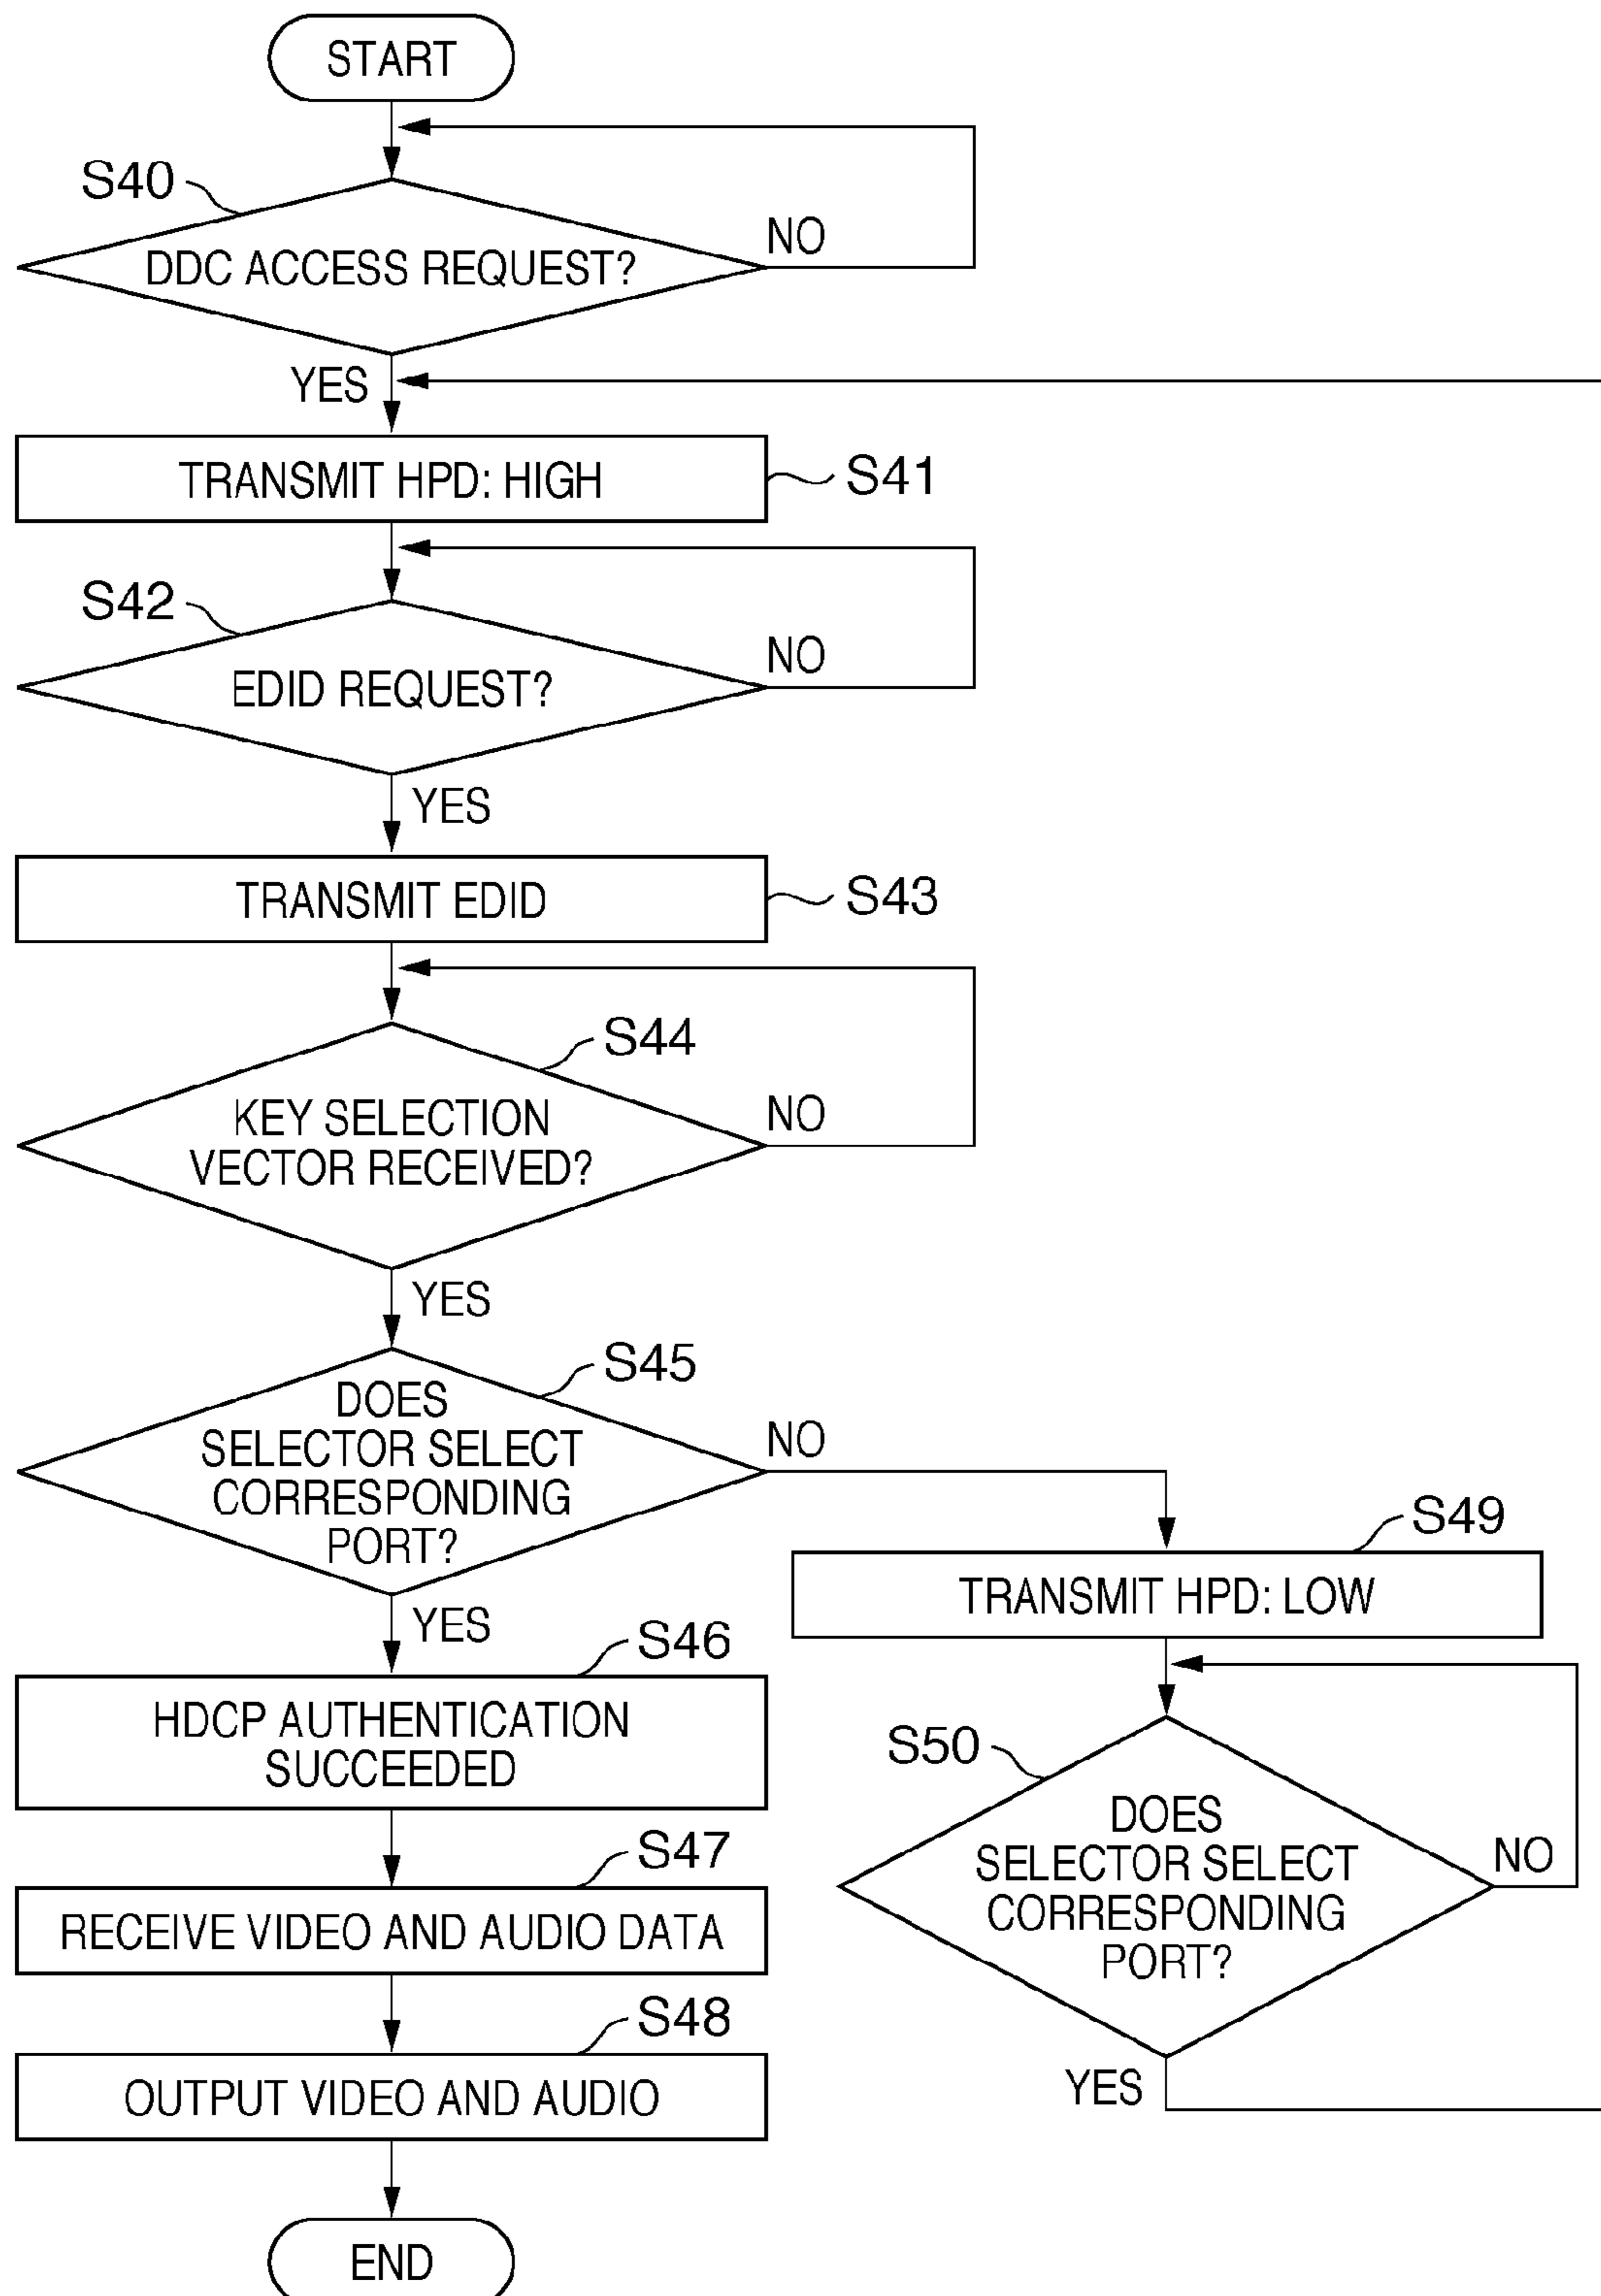 START
S40
DDC ACCESS REQUEST?
NO
YES
TRANSMIT HPD: HIGH
S41
S42
EDID REQUEST?
NO
YES
TRANSMIT EDID
S43
S44
KEY SELECTION
VECTOR RECEIVED?
NO
YES
S45
DOES
SELECTOR SELECT
CORRESPONDING
PORT?
NO
YES
S49
TRANSMIT HPD: LOW
S46
HDCP AUTHENTICATION
SUCCEEDED
S50
DOES
SELECTOR SELECT
CORRESPONDING
PORT?
NO
YES
S47
RECEIVE VIDEO AND AUDIO DATA
S48
OUTPUT VIDEO AND AUDIO
END